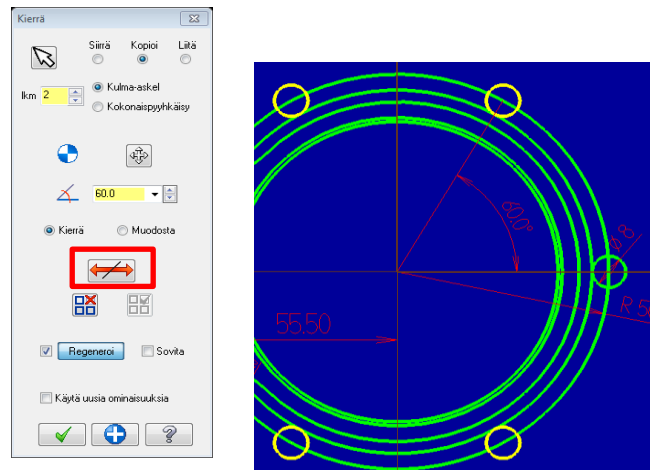 Kierrä
Siirrä Kopioi Liitä
lkm 2 Kulma-askel
Kokonaispyyhkäisy
60.0
Kierrä Muodosta
Regeneroi Sovita
Käytä uusia ominaisuuksia
60.0°
55.50